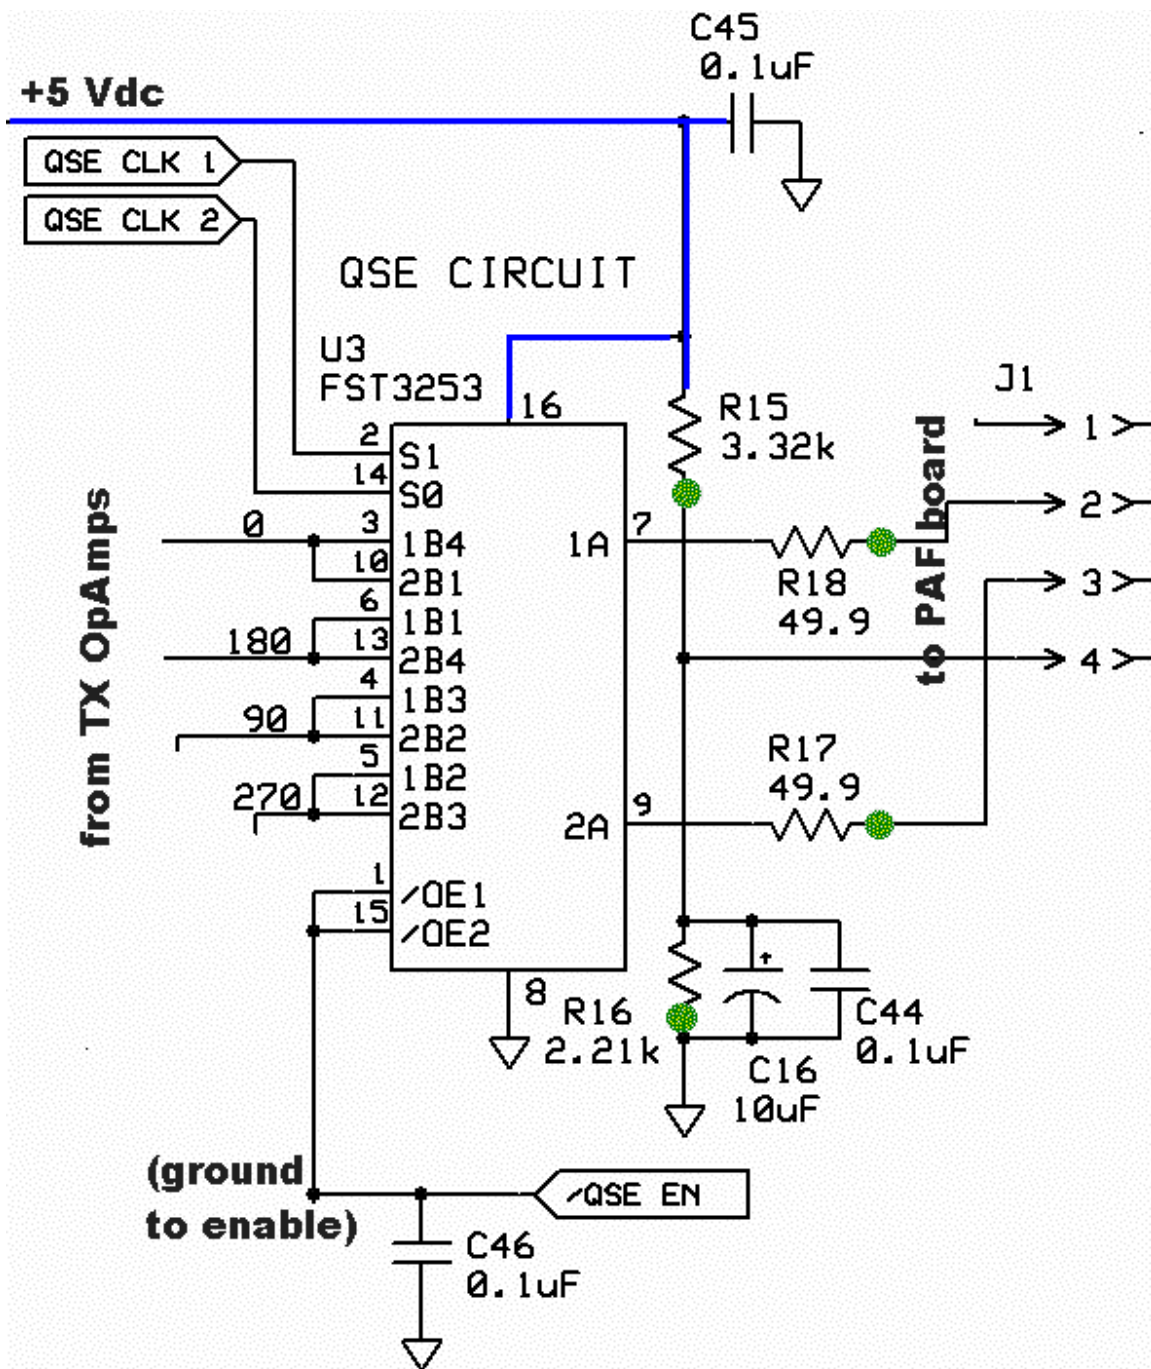 C45
0.1uF
+5 Vdc
QSE CLK 1
QSE CLK 2
QSE CIRCUIT
U3
FST3253
16
J1
R15
3.32k
2
S1
14
S0
1
0
3
1B4
10
2B1
7
1A
2
R18
49.9
3
6
1B1
180
13
2B4
4
4
1B3
90
11
2B2
5
1B2
270
12
2B3
R17
49.9
9
2A
from TX OpAmps
to PAF board
1
/OE1
15
/OE2
8
R16
2.21k
+
C44
0.1uF
C16
10uF
(ground
to enable)
/QSE EN
C46
0.1uF